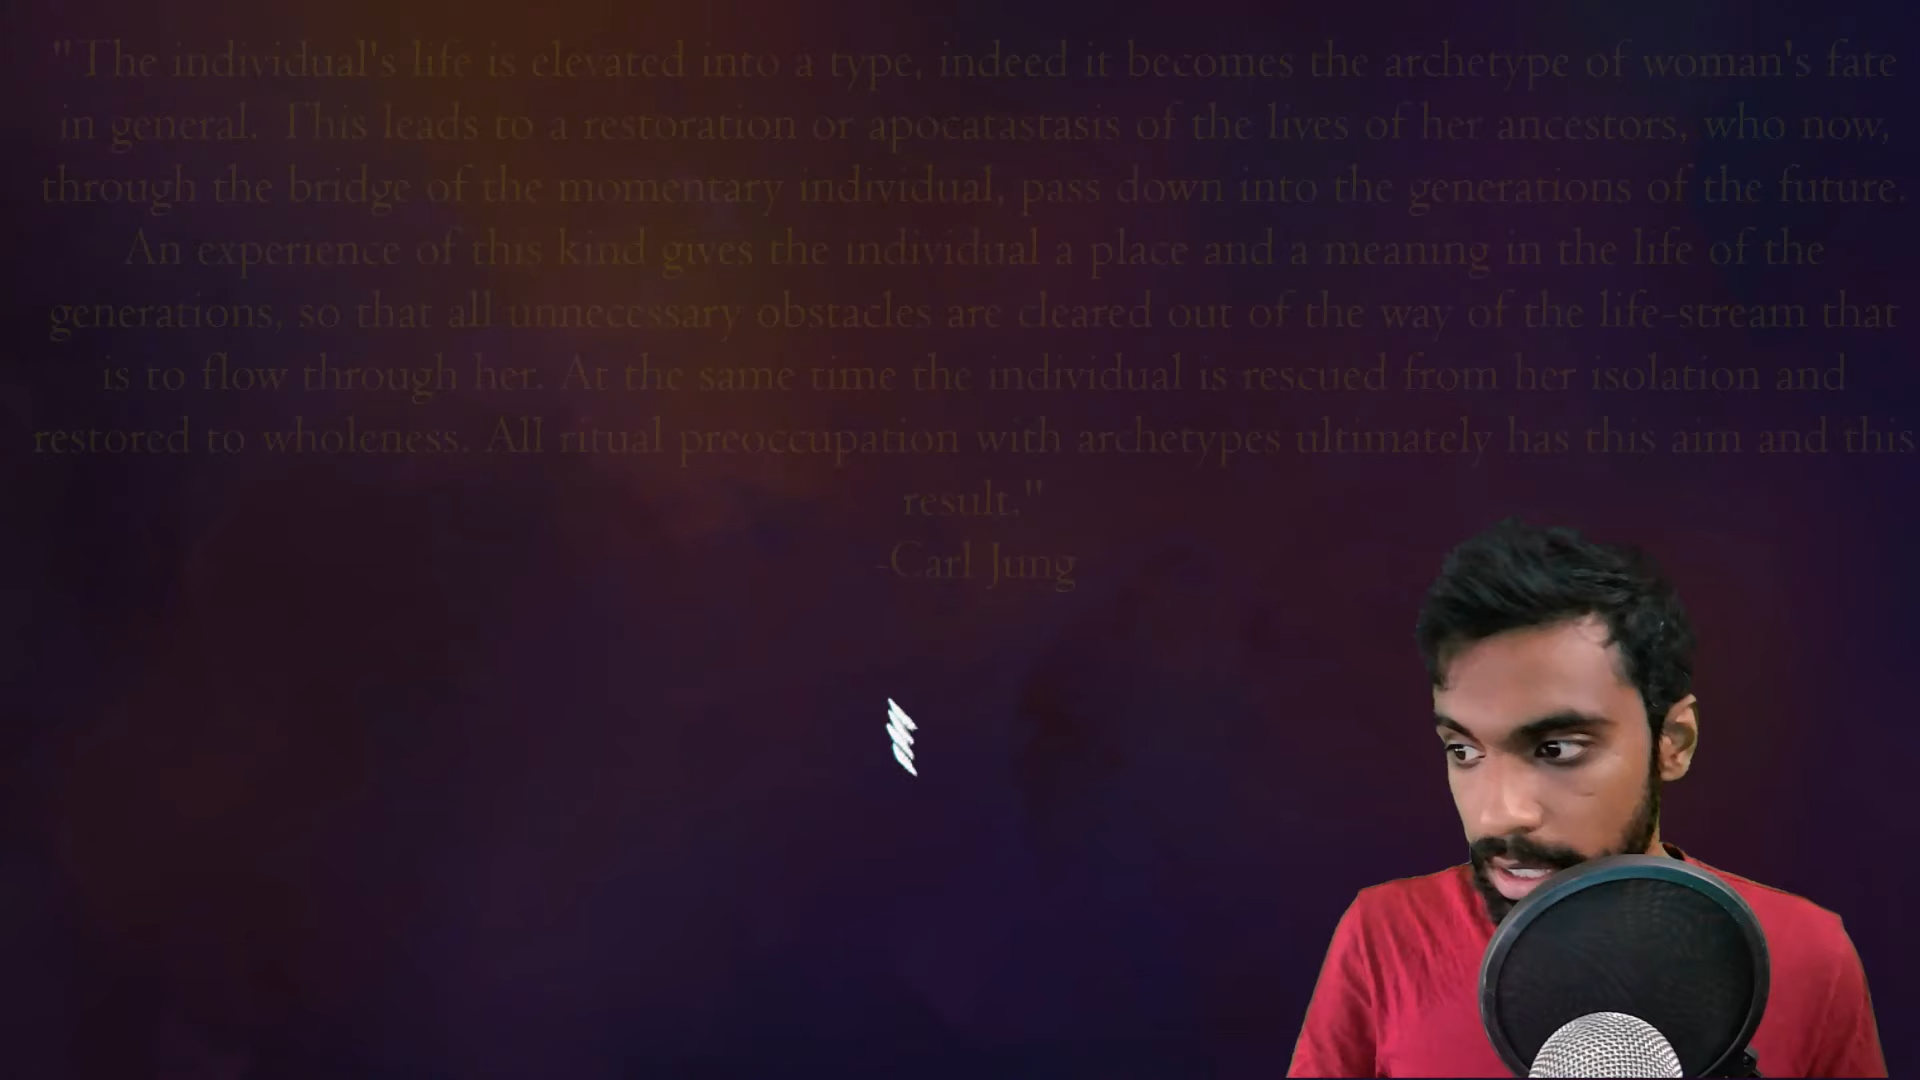 "The individual's life is elevated into a type, indeed it becomes the archetype of woman's fate
in general. This leads to a restoration or apocatastasis of the lives of her ancestors, who now,
through the bridge of the momentary individual, pass down into the generations of the future.
An experience of this kind gives the individual a place and a meaning in the life of the
generations, so that all unnecessary obstacles are cleared out of the way of the life-stream that
is to flow through her. At the same time the individual is rescued from her isolation and
restored to wholeness. All ritual preoccupation with archetypes ultimately has this aim and this
result."
-Carl Jung